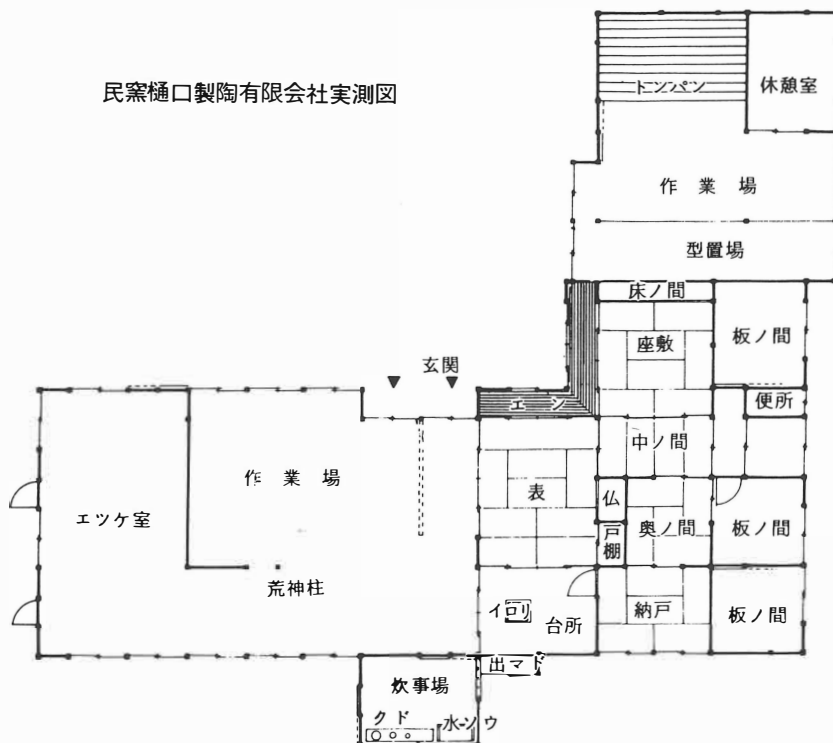 民窯樋口製陶有限会社実測図
トンパン
休憩室
作業場
型置場
床ノ間
座敷
板ノ間
玄関
エン
便所
中ノ間
作業場
表
仏
エツケ室
戸棚
奥ノ間
板ノ間
荒神柱
イロリ
台所
納戸
板ノ間
出マド
炊事場
クド
水ソウ